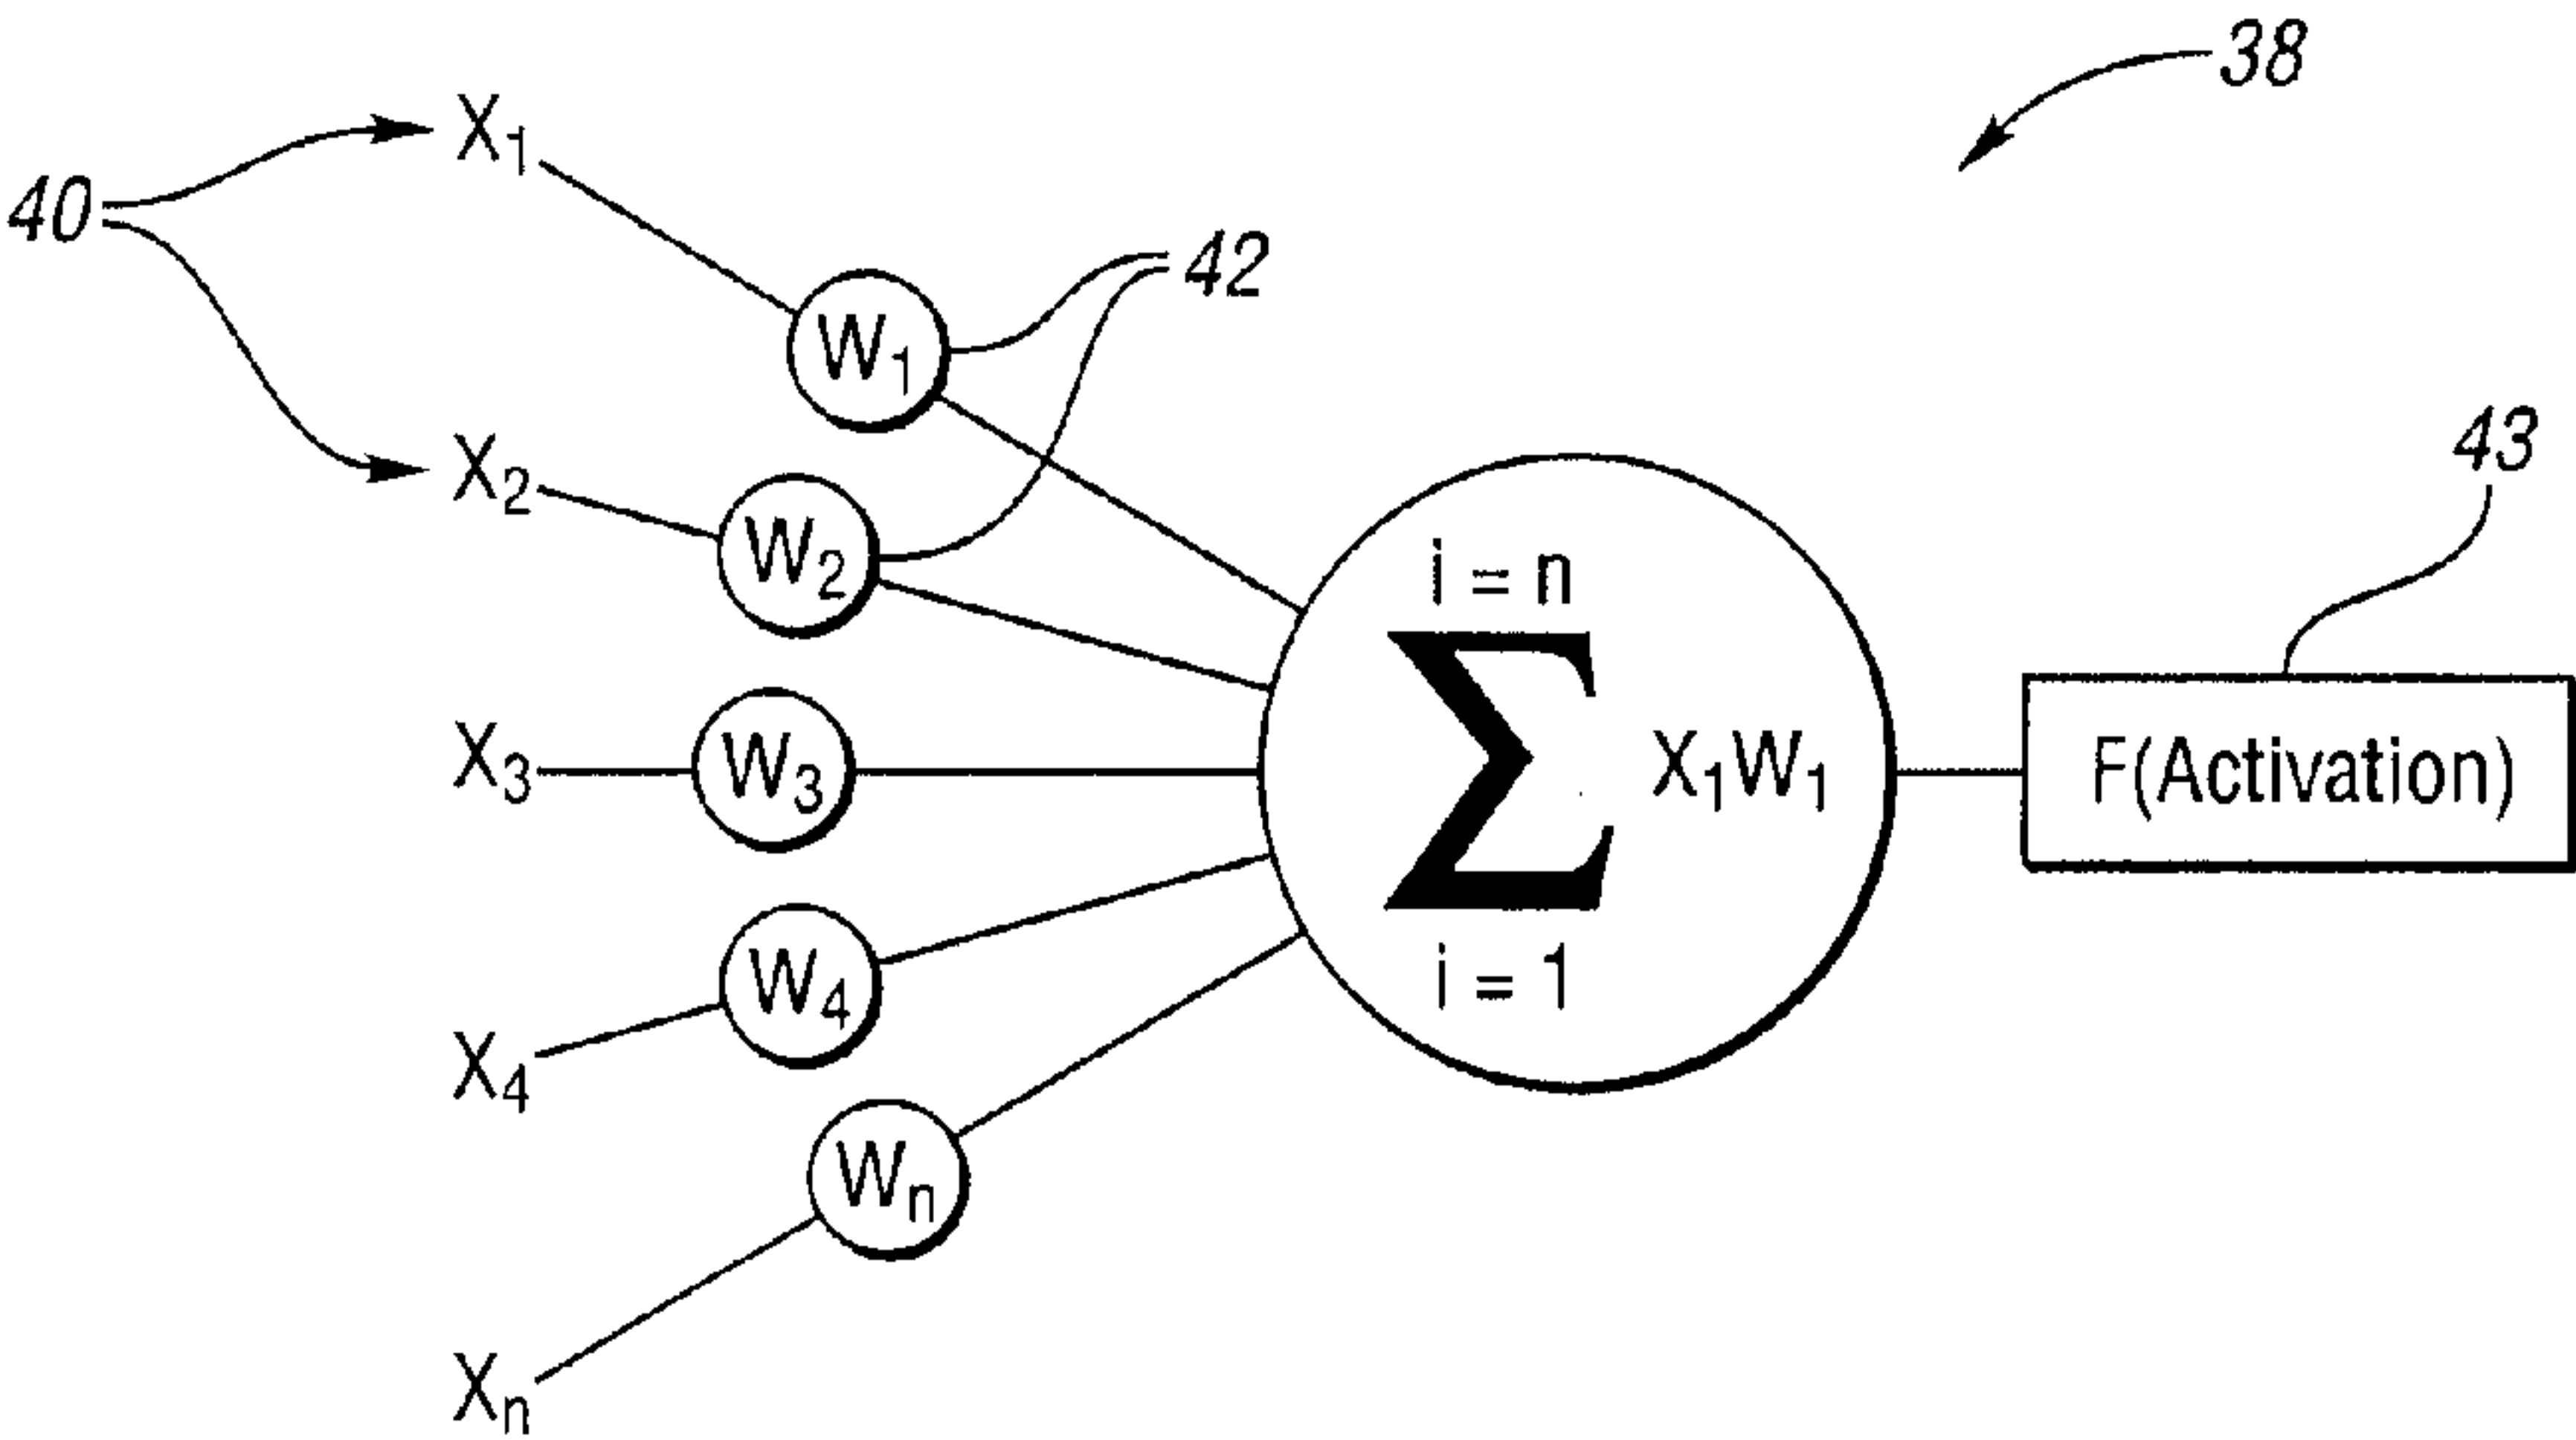 38
X₁
40
42
W₁
43
X₂
W₂
i = n
X₃
W₃
Σ X₁W₁
F(Activation)
W₄
i = 1
X₄
Wₙ
Xₙ